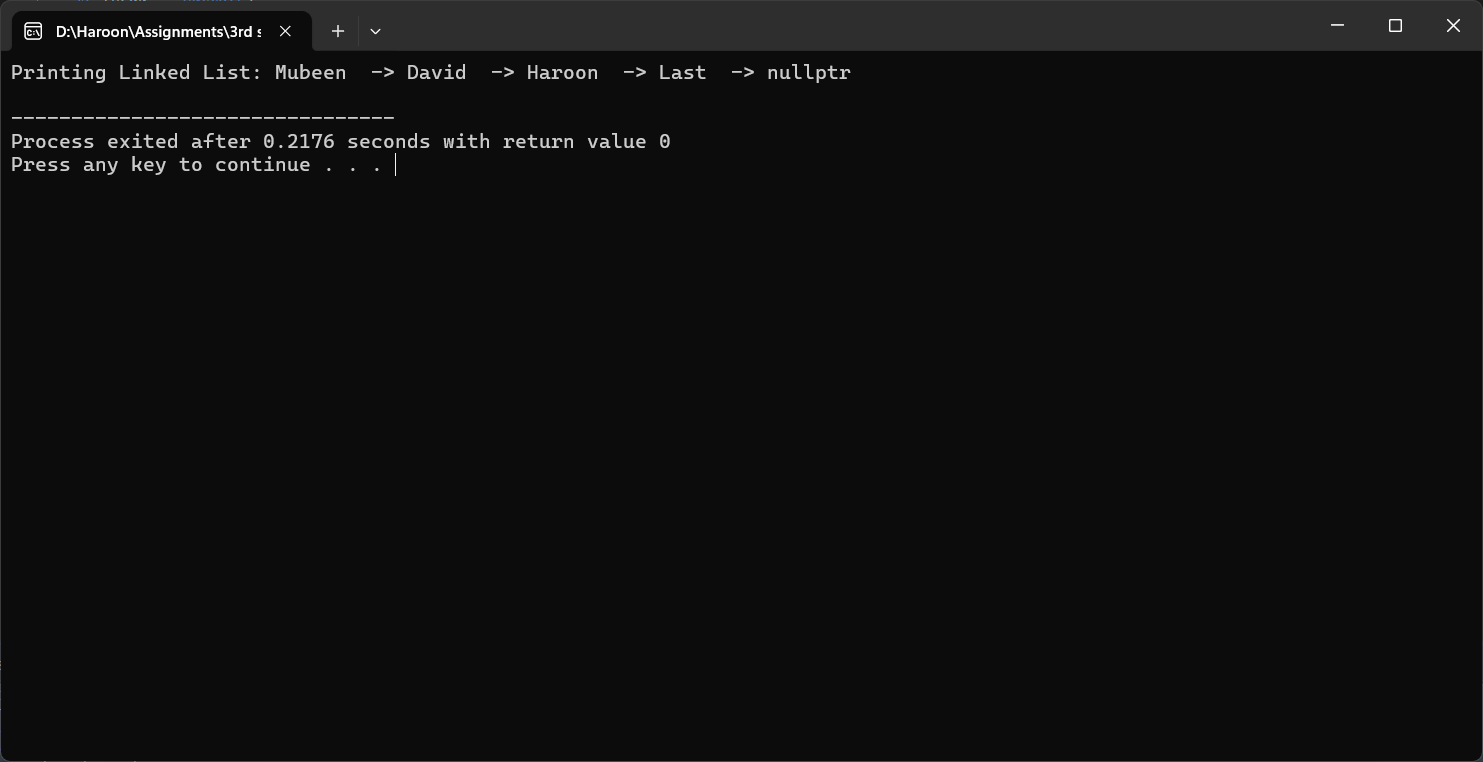 D:\Haroon\Assignments\3rd s
Printing Linked List: Mubeen  -> David  -> Haroon  -> Last  -> nullptr
--------------------------------
Process exited after 0.2176 seconds with return value 0
Press any key to continue . . .